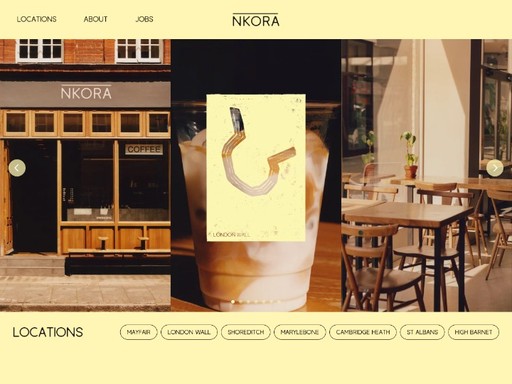 LOCATIONS ABOUT JOBS NKORA
NKORA
COFFEE
LONDON WALL
LOCATIONS MAYFAIR LONDON WALL SHOREDITCH MARYLEBONE CAMBRIDGE HEATH ST ALBANS HIGH BARNET